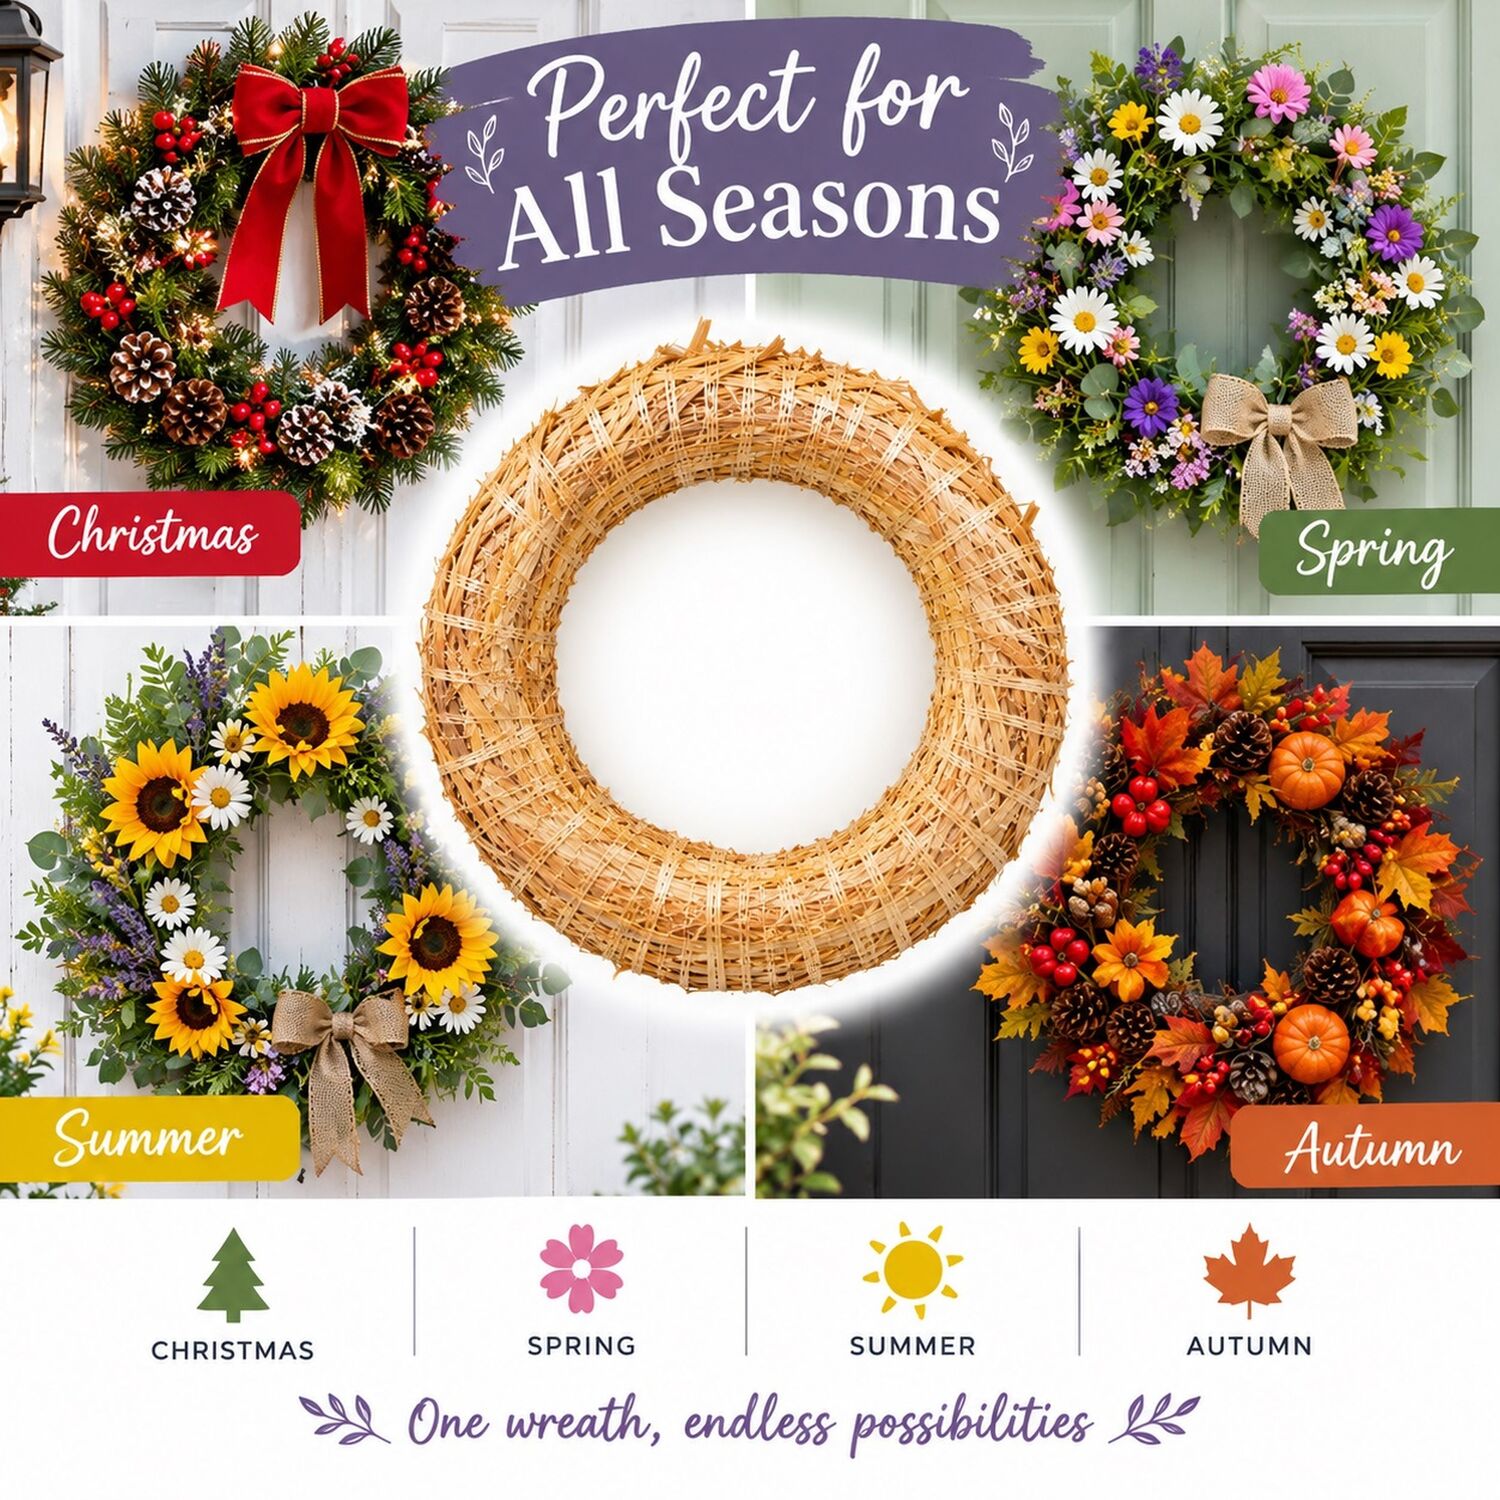 Perfect for
All Seasons
Christmas
Spring
Summer
Autumn
CHRISTMAS
SPRING
SUMMER
AUTUMN
One wreath, endless possibilities